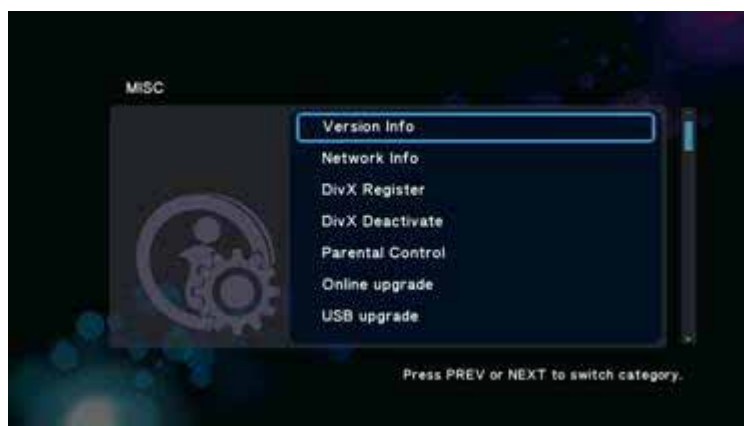 MISC
Version Info
Network Info
DivX Register
DivX Deactivate
Parental Control
Online upgrade
USB upgrade
Press PREV or NEXT to switch category.